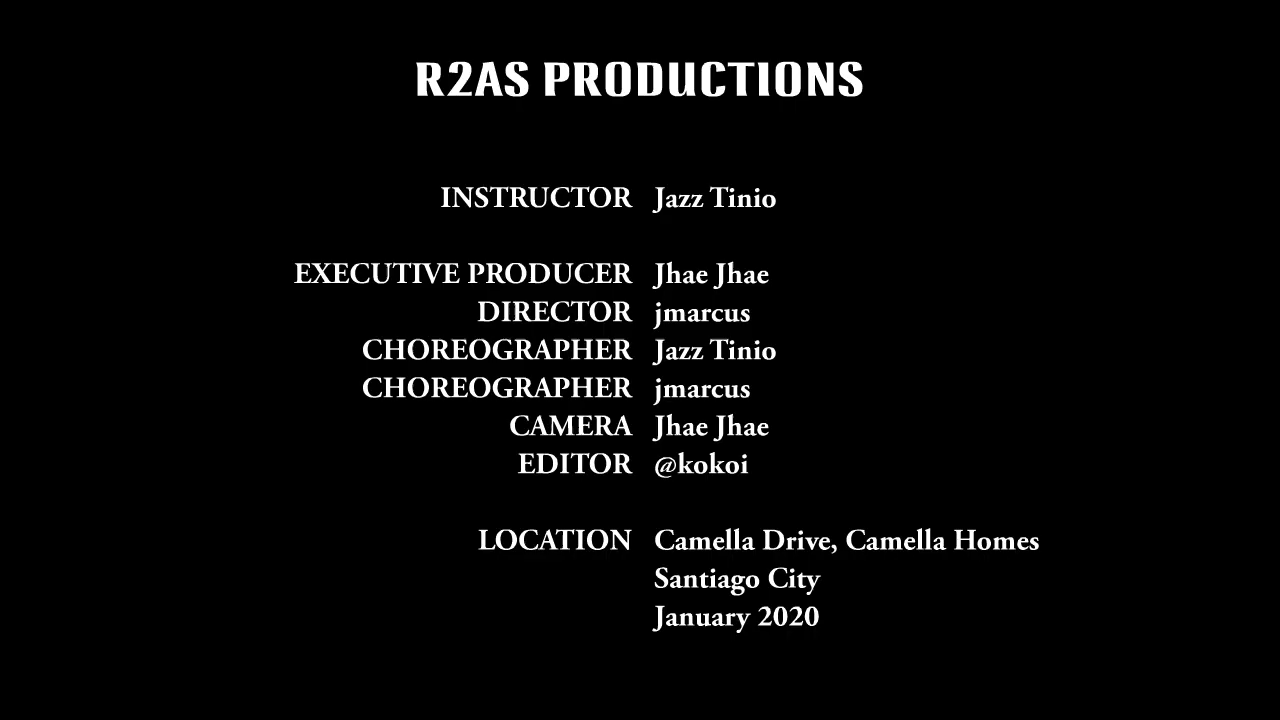 R2AS PRODUCTIONS
INSTRUCTOR Jazz Tinio
EXECUTIVE PRODUCER Jhae Jhae
DIRECTOR jmarcus
CHOREOGRAPHER Jazz Tinio
CHOREOGRAPHER jmarcus
CAMERA Jhae Jhae
EDITOR @kokoi
LOCATION Camella Drive, Camella Homes
Santiago City
January 2020